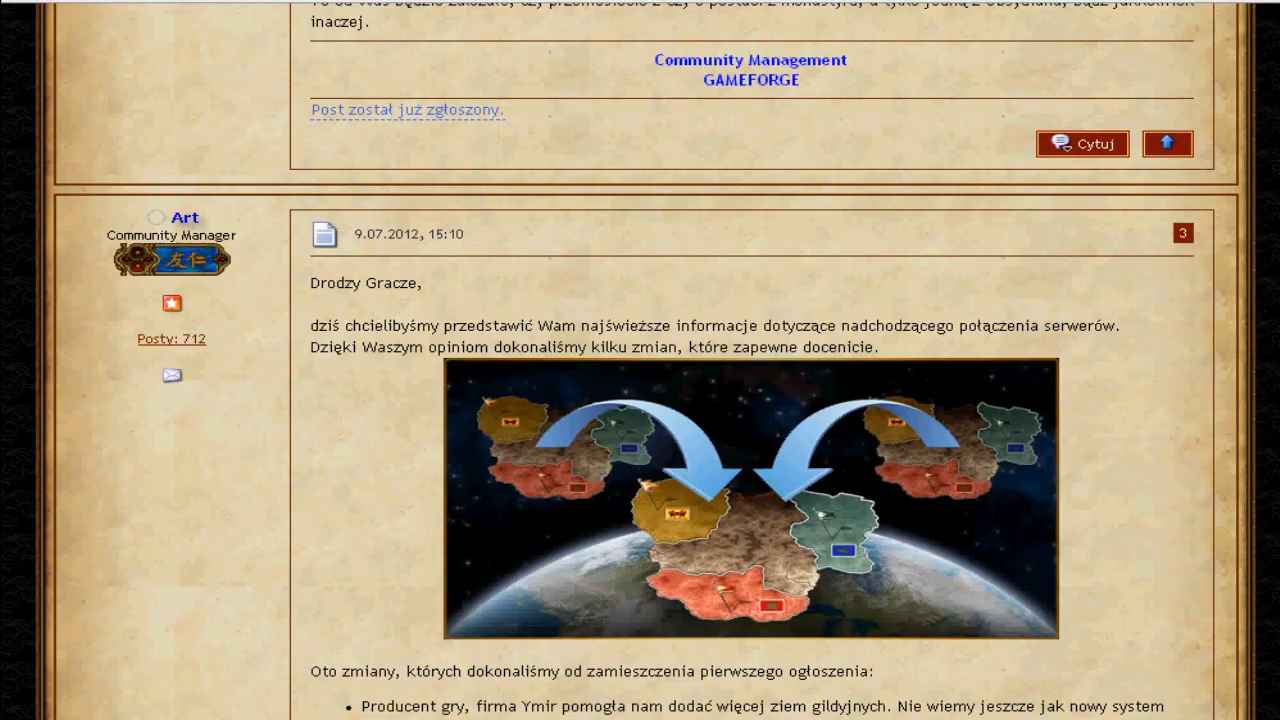 inaczej.
Community Management
GAMEFORGE
Post został już zgłoszony.
Cytuj
Art
Community Manager
友仁
Posty: 712
9.07.2012, 15:10
3
Drodzy Gracze,
dziś chcielibyśmy przedstawić Wam najświeższe informacje dotyczące nadchodzącego połączenia serwerów.
Dzięki Waszym opiniom dokonaliśmy kilku zmian, które zapewne docenicie.
Oto zmiany, których dokonaliśmy od zamieszczenia pierwszego ogłoszenia:
• Producent gry, firma Ymir pomogła nam dodać więcej ziem gildyjnych. Nie wiemy jeszcze jak nowy system